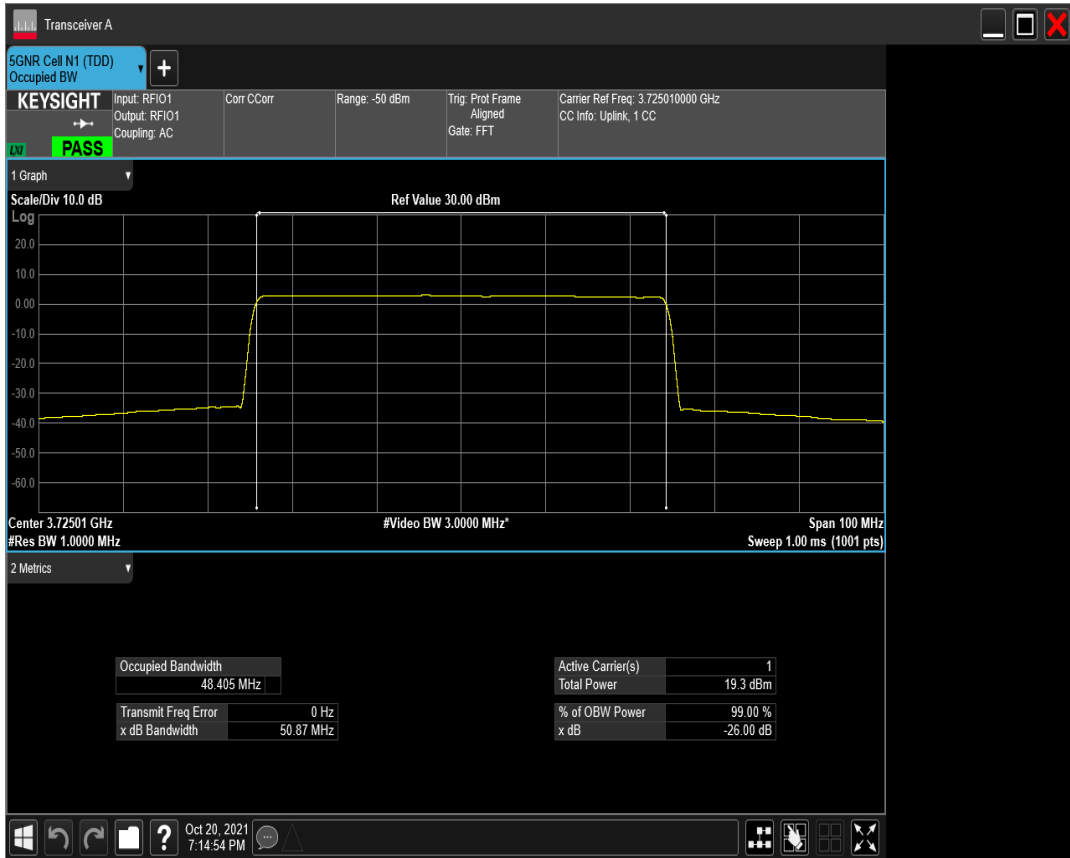 Transceiver A
5GNR Cell N1 (TDD)
Occupied BW
+
KEYSIGHT
LXI
PASS
Input: RFIO1
Output: RFIO1
Coupling: AC
Corr CCorr
Range: -50 dBm
Trig: Prot Frame
Aligned
Gate: FFT
Carrier Ref Freq: 3.725010000 GHz
CC Info: Uplink, 1 CC
1 Graph
Scale/Div 10.0 dB
Ref Value 30.00 dBm
Log
20.0
10.0
0.00
-10.0
-20.0
-30.0
-40.0
-50.0
-60.0
Center 3.72501 GHz
#Video BW 3.0000 MHz*
Span 100 MHz
#Res BW 1.0000 MHz
Sweep 1.00 ms (1001 pts)
2 Metrics
Occupied Bandwidth
48.405 MHz
Transmit Freq Error 0 Hz
x dB Bandwidth 50.87 MHz
Active Carrier(s) 1
Total Power 19.3 dBm
% of OBW Power 99.00 %
x dB -26.00 dB
?
Oct 20, 2021
7:14:54 PM